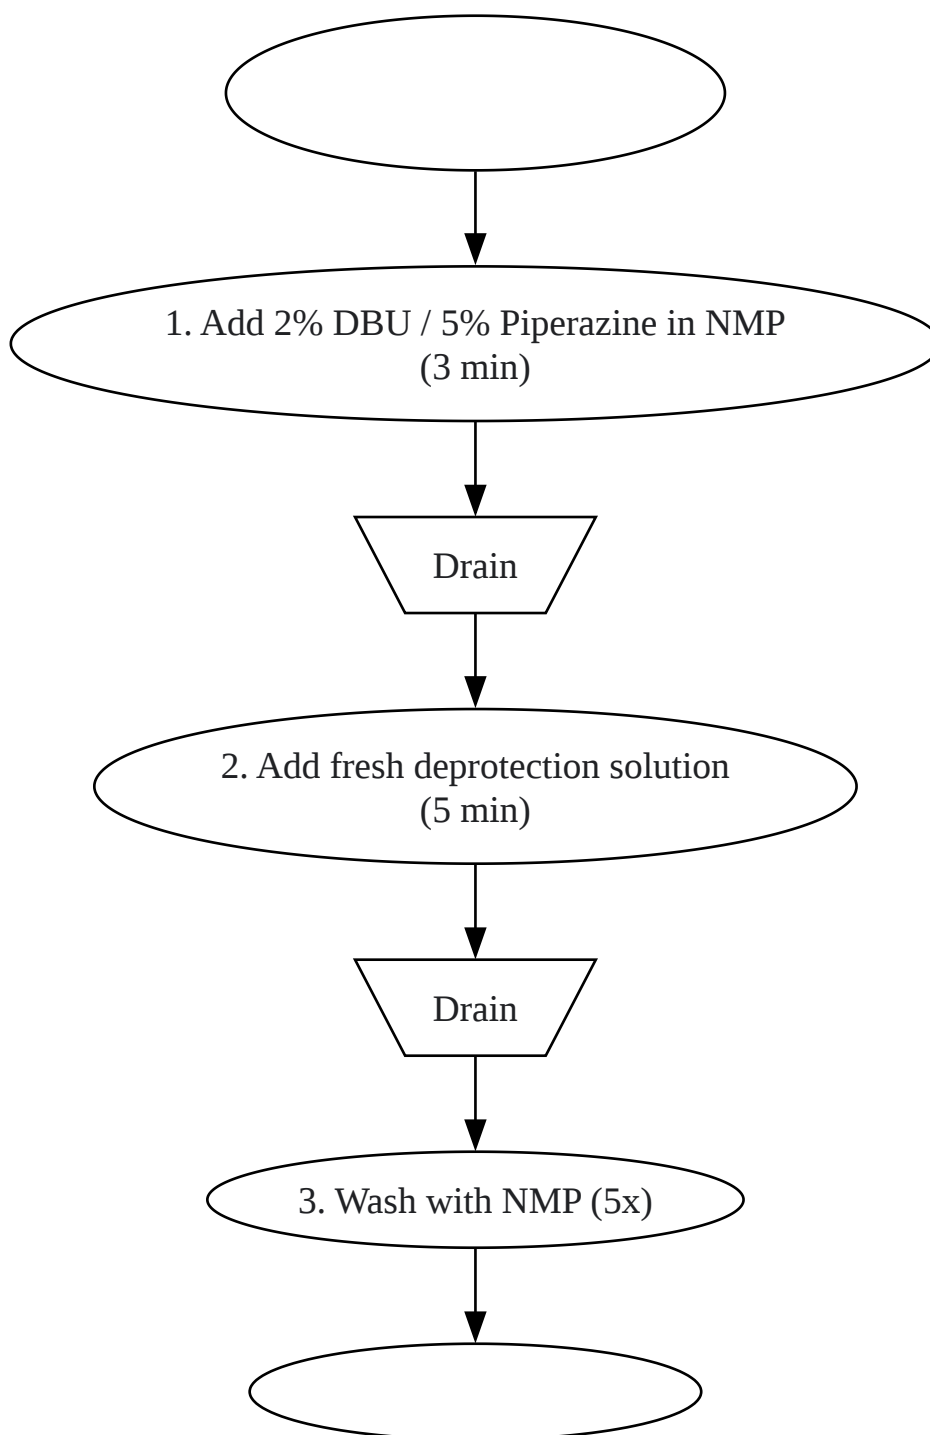 1. Add 2% DBU / 5% Piperazine in NMP
(3 min)
Drain
2. Add fresh deprotection solution
(5 min)
Drain
3. Wash with NMP (5x)